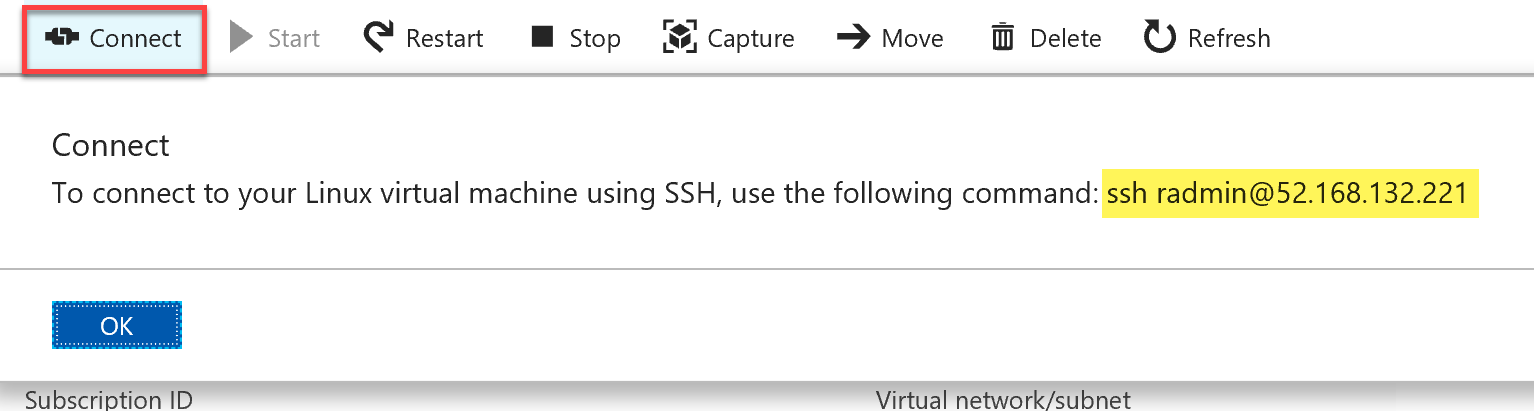 Connect Start Restart Stop Capture Move Delete Refresh
Connect
To connect to your Linux virtual machine using SSH, use the following command: ssh radmin@52.168.132.221
OK
Subscription ID Virtual network/subnet